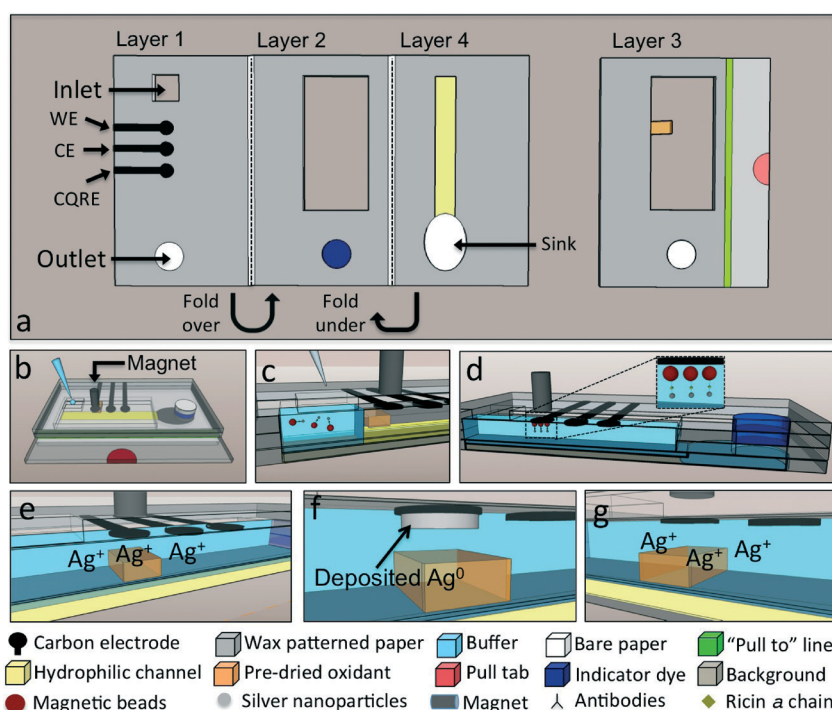 Layer 1 Layer 2 Layer 4 Layer 3
Inlet
WE
CE
CQRE
Outlet
Sink
Fold over
Fold under
a
b
Magnet
c
d
e
Ag+ Ag+ Ag+
f
Deposited Ag0
g
Ag+ Ag+ Ag+
Carbon electrode Wax patterned paper Buffer Bare paper “Pull to” line
Hydrophilic channel Pre-dried oxidant Pull tab Indicator dye Background
Magnetic beads Silver nanoparticles Magnet Antibodies Ricin a chain